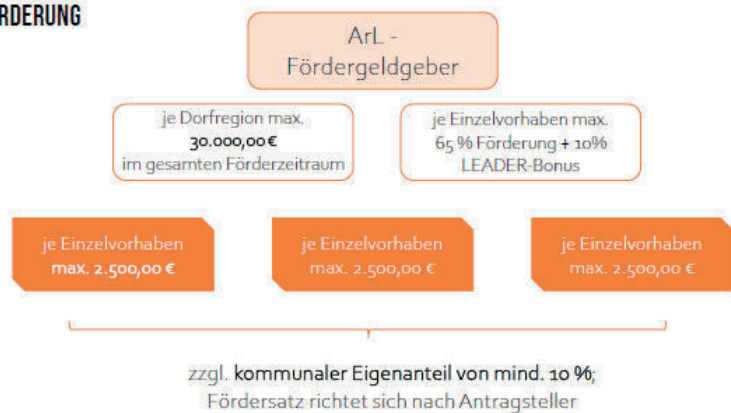 RDERUNG
ArL -
Fördergeldgeber
je Dorfregion max.
30.000,00 €
im gesamten Förderzeitraum
je Einzelvorhaben max.
65 % Förderung + 10%
LEADER-Bonus
je Einzelvorhaben
max. 2.500,00 €
je Einzelvorhaben
max. 2.500,00 €
je Einzelvorhaben
max. 2.500,00 €
zzgl. kommunaler Eigenanteil von mind. 10 %;
Fördersatz richtet sich nach Antragsteller